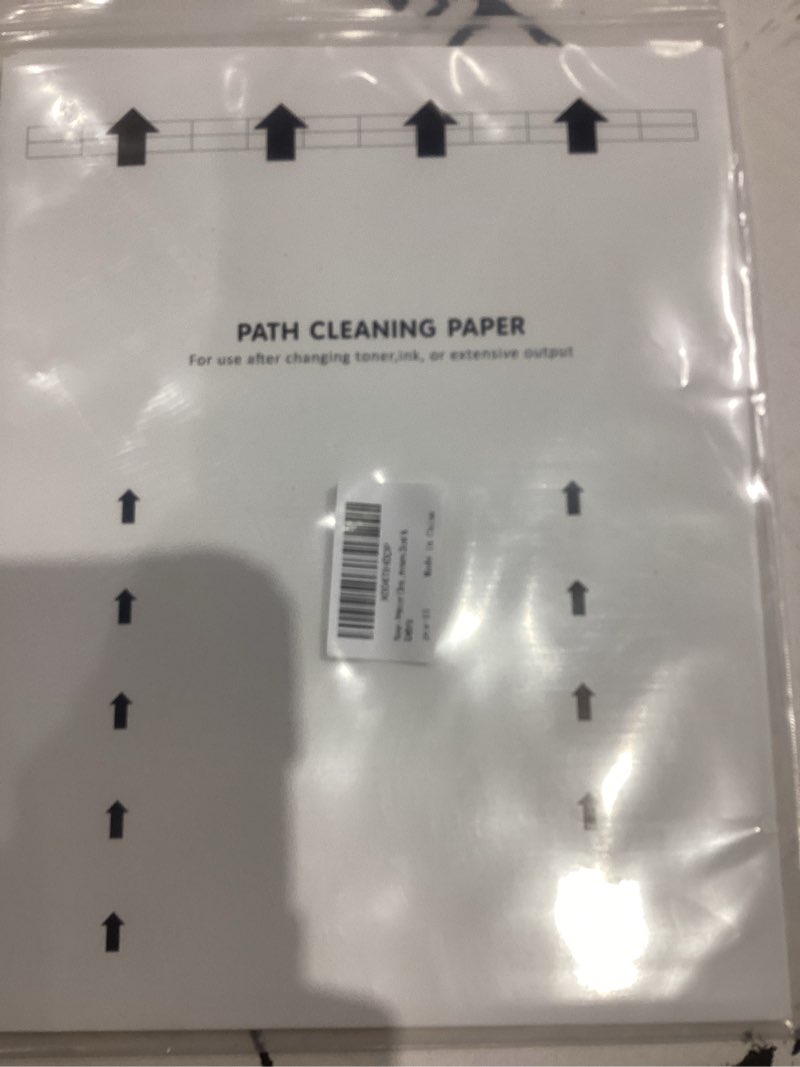 PATH CLEANING PAPER
For use after changing toner,ink, or extensive output
Made in China